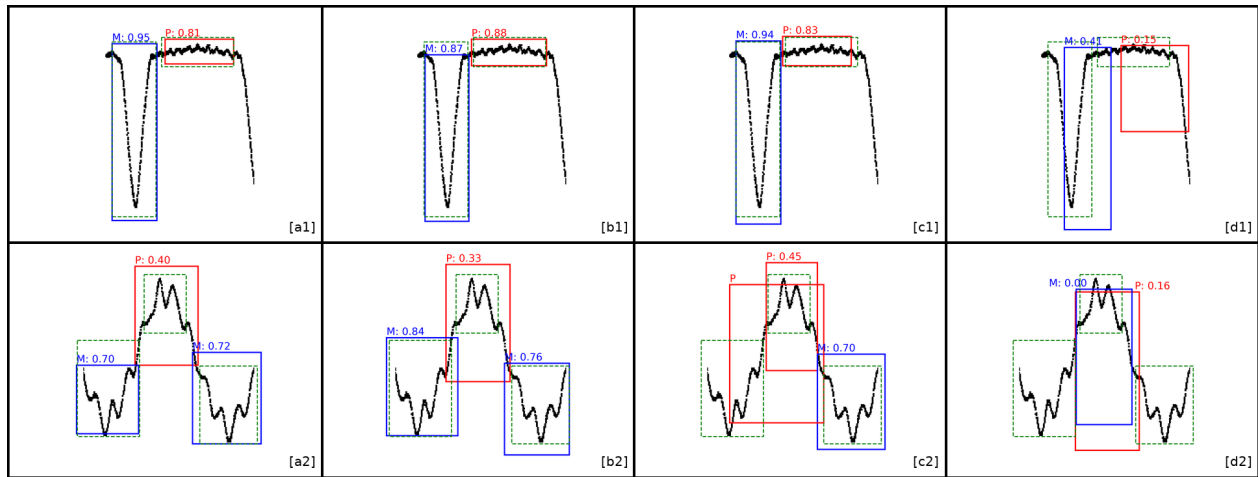 M: 0.95
P: 0.81
[a1]
M: 0.87
P: 0.88
[b1]
M: 0.94
P: 0.83
[c1]
M: 0.41
P: 0.15
[d1]
P: 0.40
M: 0.70
M: 0.72
[a2]
P: 0.33
M: 0.84
M: 0.76
[b2]
P
P: 0.45
M: 0.70
[c2]
M: 0.00
P: 0.16
[d2]